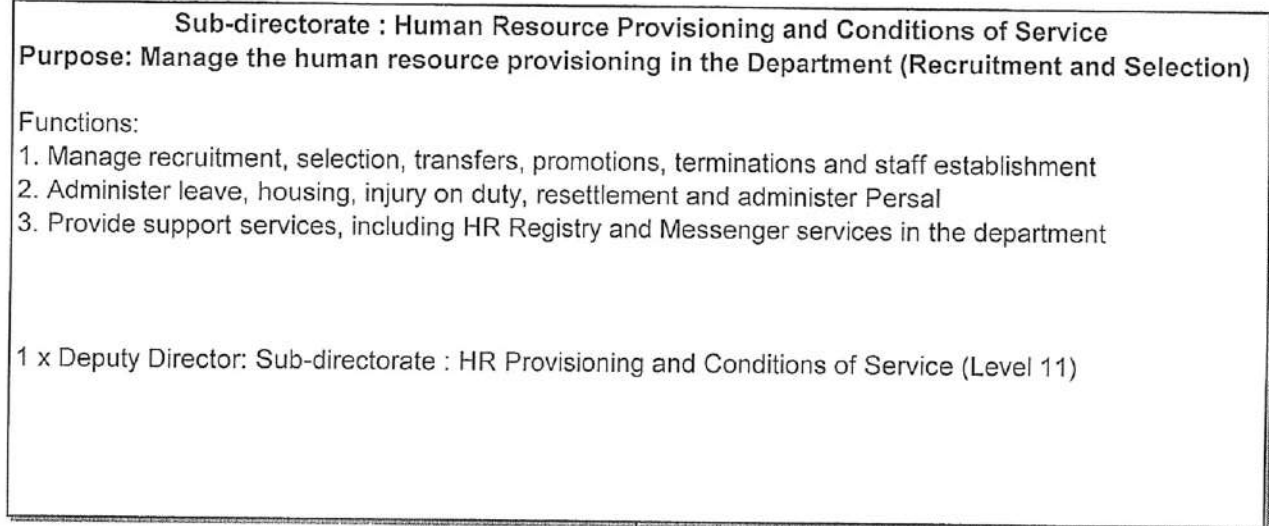 Sub-directorate : Human Resource Provisioning and Conditions of Service
Purpose: Manage the human resource provisioning in the Department (Recruitment and Selection)
Functions:
1. Manage recruitment, selection, transfers, promotions, terminations and staff establishment
2. Administer leave, housing, injury on duty, resettlement and administer Persal
3. Provide support services, including HR Registry and Messenger services in the department
1 x Deputy Director: Sub-directorate : HR Provisioning and Conditions of Service (Level 11)